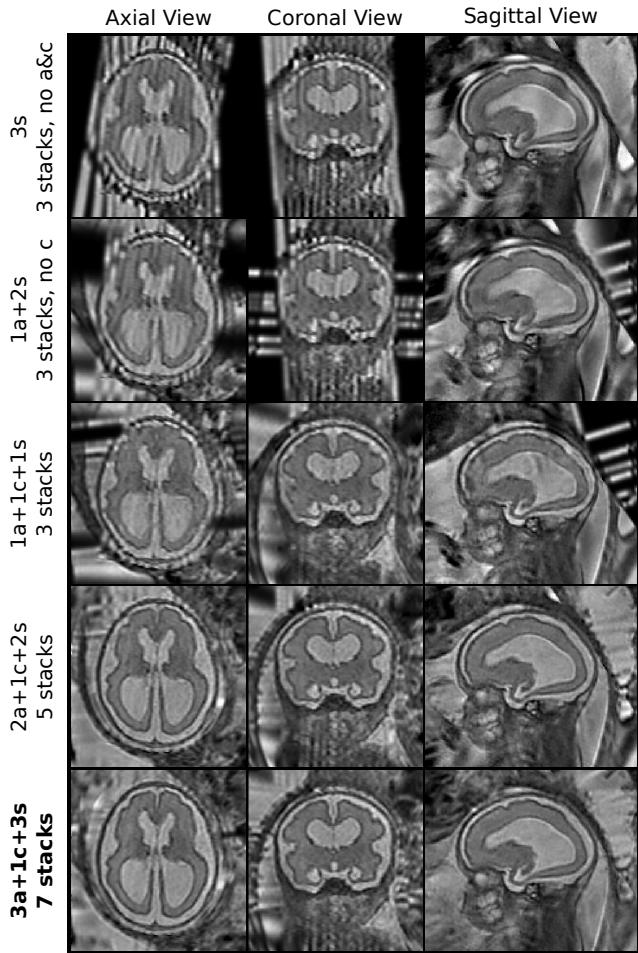 Axial View
Coronal View
Sagittal View
3s
3 stacks, no a&c
1a+2s
3 stacks, no c
1a+1c+1s
3 stacks
2a+1c+2s
5 stacks
3a+1c+3s
7 stacks